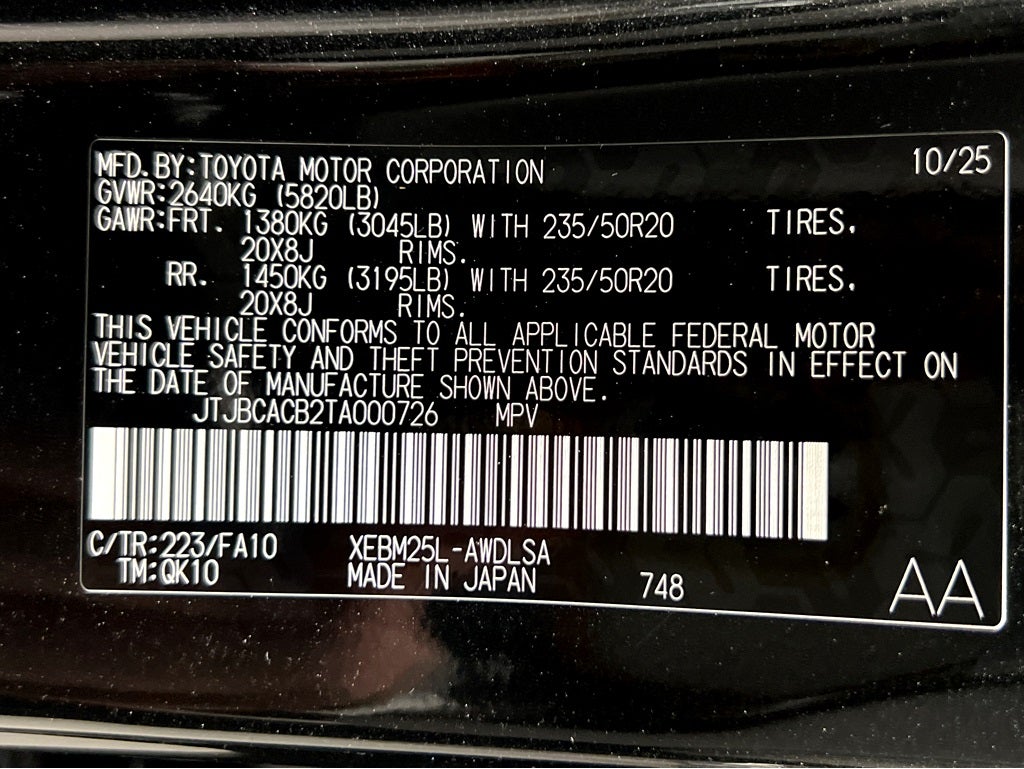 MFD.BY:TOYOTA MOTOR CORPORATION 10/25
GVWR:2640KG (5820LB)
GAWR:FRT. 1380KG (3045LB) WITH 235/50R20 TIRES.
20X8J RIMS.
RR. 1450KG (3195LB) WITH 235/50R20 TIRES.
20X8J RIMS.
THIS VEHICLE CONFORMS TO ALL APPLICABLE FEDERAL MOTOR
VEHICLE SAFETY AND THEFT PREVENTION STANDARDS IN EFFECT ON
THE DATE OF MANUFACTURE SHOWN ABOVE.
JTJBCACB2TA000726 MPV
C/TR:223/FA10 XEBM25L-AWDLSA
TM:QK10 MADE IN JAPAN 748 AA